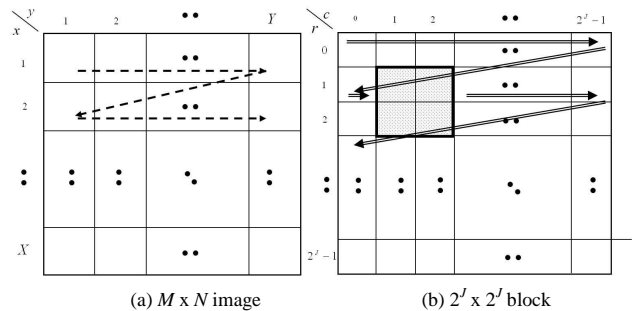 y 1 2 Y
x
1
2
X
(a) M x N image
c 0 1 2 2^J − 1
r
0
1
2
2^J − 1
(b) 2^J x 2^J block